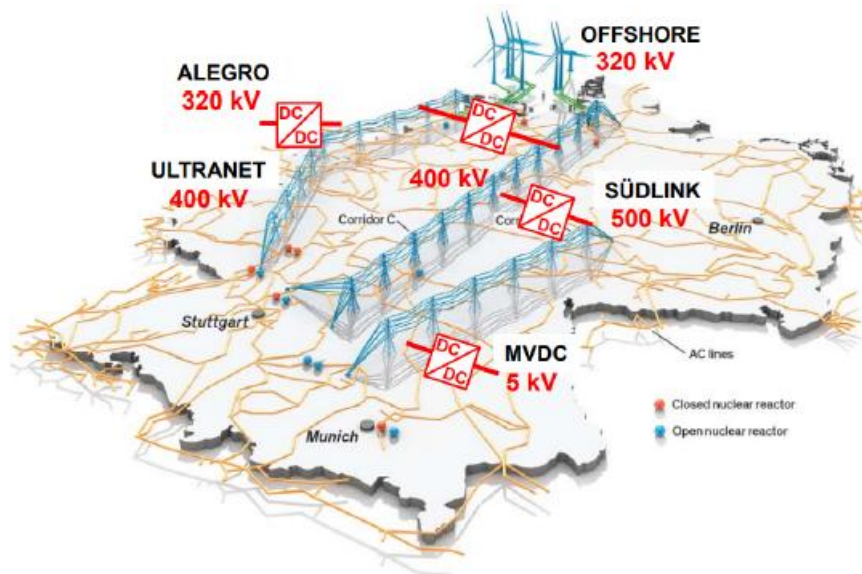 OFFSHORE
320 kV
ALEGRO
320 kV
DC
DC
DC
DC
ULTRANET
400 kV
400 kV
SÜDLINK
500 kV
DC
DC
Corridor C
Berlin
Stuttgart
AC lines
DC
DC
MVDC
5 kV
Closed nuclear reactor
Open nuclear reactor
Munich